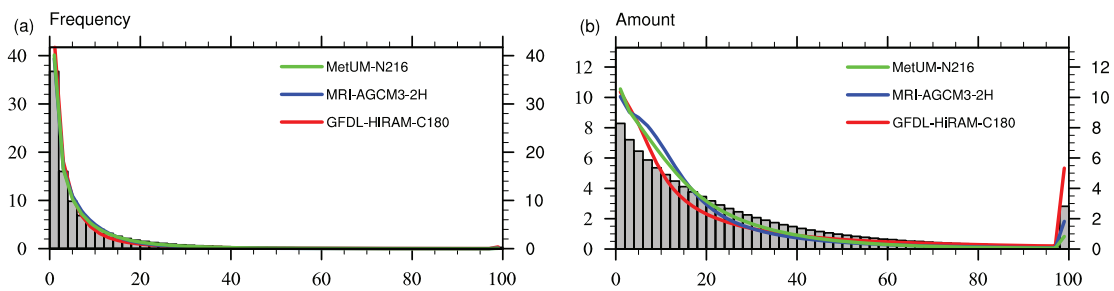 (a) Frequency
40 40
30 30
20 20
10 10
0 0
0 20 40 60 80 100
MetUM-N216
MRI-AGCM3-2H
GFDL-HIRAM-C180
(b) Amount
12 12
10 10
8 8
6 6
4 4
2 2
0 0
0 20 40 60 80 100
MetUM-N216
MRI-AGCM3-2H
GFDL-HIRAM-C180